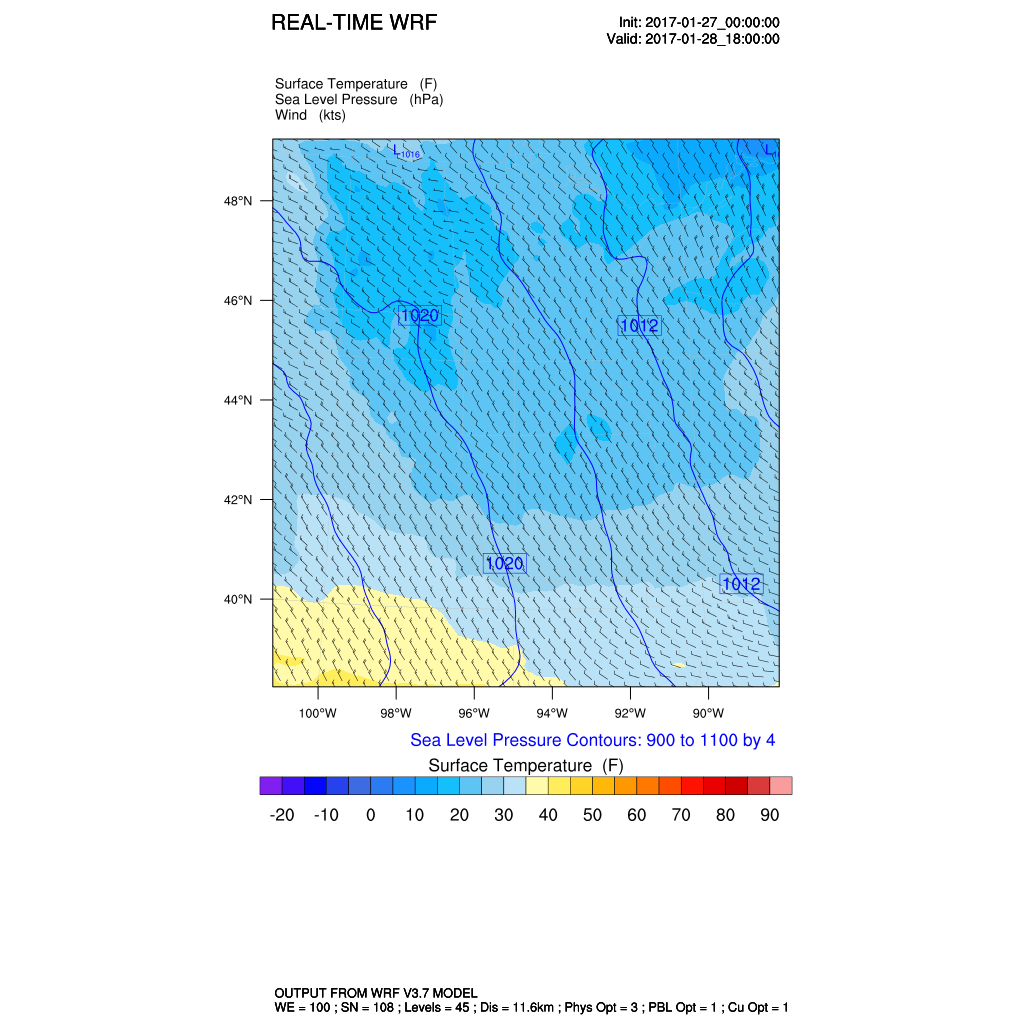 REAL-TIME WRF
Init: 2017-01-27_00:00:00
Valid: 2017-01-28_18:00:00
Surface Temperature (F)
Sea Level Pressure (hPa)
Wind (kts)
L1016
L
48°N
46°N
1020
1012
44°N
42°N
1020
1012
40°N
100°W 98°W 96°W 94°W 92°W 90°W
Sea Level Pressure Contours: 900 to 1100 by 4
Surface Temperature (F)
-20 -10 0 10 20 30 40 50 60 70 80 90
OUTPUT FROM WRF V3.7 MODEL
WE = 100 ; SN = 108 ; Levels = 45 ; Dis = 11.6km ; Phys Opt = 3 ; PBL Opt = 1 ; Cu Opt = 1